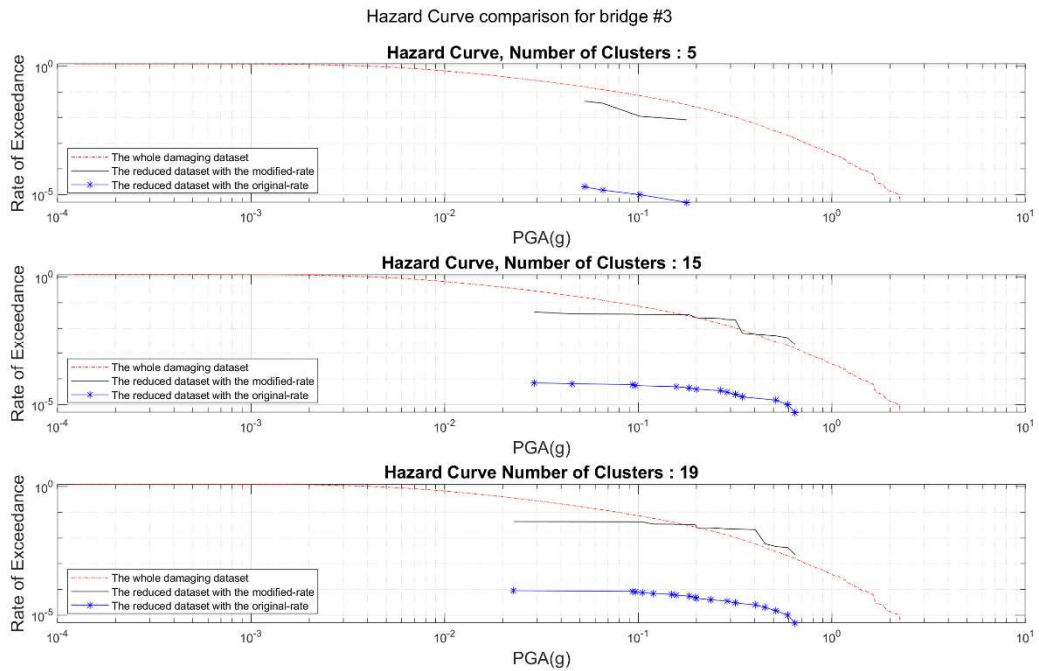 Hazard Curve comparison for bridge #3
Hazard Curve, Number of Clusters : 5
Rate of Exceedance
10^0
10^-5
The whole damaging dataset
The reduced dataset with the modified-rate
The reduced dataset with the original-rate
10^-4 10^-3 10^-2 10^-1 10^0 10^1
PGA(g)
Hazard Curve, Number of Clusters : 15
Rate of Exceedance
10^0
10^-5
The whole damaging dataset
The reduced dataset with the modified-rate
The reduced dataset with the original-rate
10^-4 10^-3 10^-2 10^-1 10^0 10^1
PGA(g)
Hazard Curve Number of Clusters : 19
Rate of Exceedance
10^0
10^-5
The whole damaging dataset
The reduced dataset with the modified-rate
The reduced dataset with the original-rate
10^-4 10^-3 10^-2 10^-1 10^0 10^1
PGA(g)